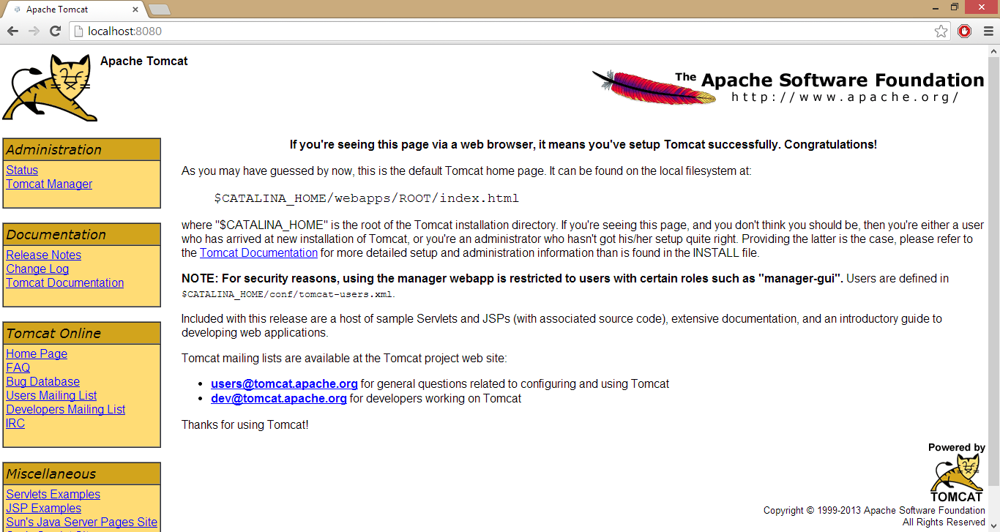 Apache Tomcat
localhost:8080
Apache Tomcat
The Apache Software Foundation
http://www.apache.org/
Administration
Status
Tomcat Manager
Documentation
Release Notes
Change Log
Tomcat Documentation
Tomcat Online
Home Page
FAQ
Bug Database
Users Mailing List
Developers Mailing List
IRC
Miscellaneous
Servlets Examples
JSP Examples
Sun's Java Server Pages Site
If you're seeing this page via a web browser, it means you've setup Tomcat successfully. Congratulations!
As you may have guessed by now, this is the default Tomcat home page. It can be found on the local filesystem at:
$CATALINA_HOME/webapps/ROOT/index.html
where "$CATALINA_HOME" is the root of the Tomcat installation directory. If you're seeing this page, and you don't think you should be, then you're either a user
who has arrived at new installation of Tomcat, or you're an administrator who hasn't got his/her setup quite right. Providing the latter is the case, please refer to
the Tomcat Documentation for more detailed setup and administration information than is found in the INSTALL file.
NOTE: For security reasons, using the manager webapp is restricted to users with certain roles such as "manager-gui". Users are defined in
$CATALINA_HOME/conf/tomcat-users.xml.
Included with this release are a host of sample Servlets and JSPs (with associated source code), extensive documentation, and an introductory guide to
developing web applications.
Tomcat mailing lists are available at the Tomcat project web site:
• users@tomcat.apache.org for general questions related to configuring and using Tomcat
• dev@tomcat.apache.org for developers working on Tomcat
Thanks for using Tomcat!
Powered by
TOMCAT
Copyright © 1999-2013 Apache Software Foundation
All Rights Reserved